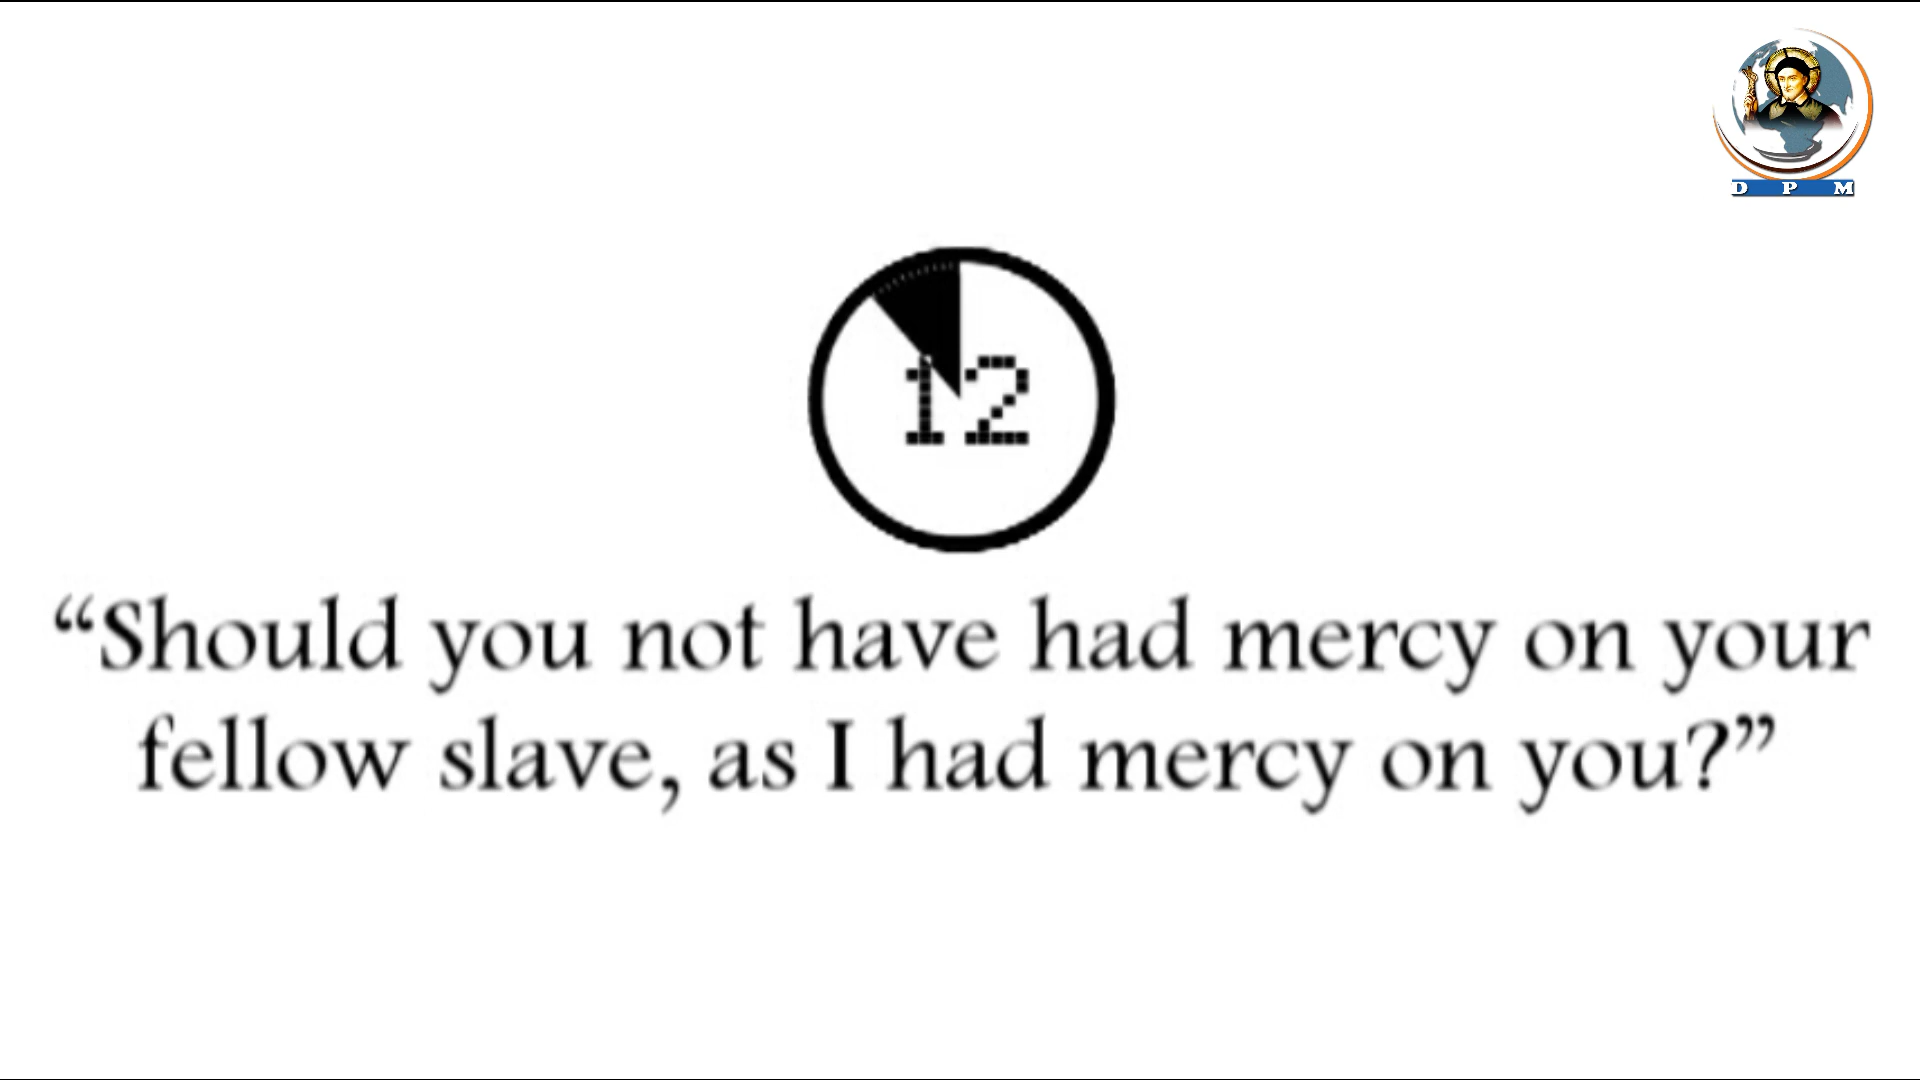 D P M
12
“Should you not have had mercy on your
fellow slave, as I had mercy on you?”